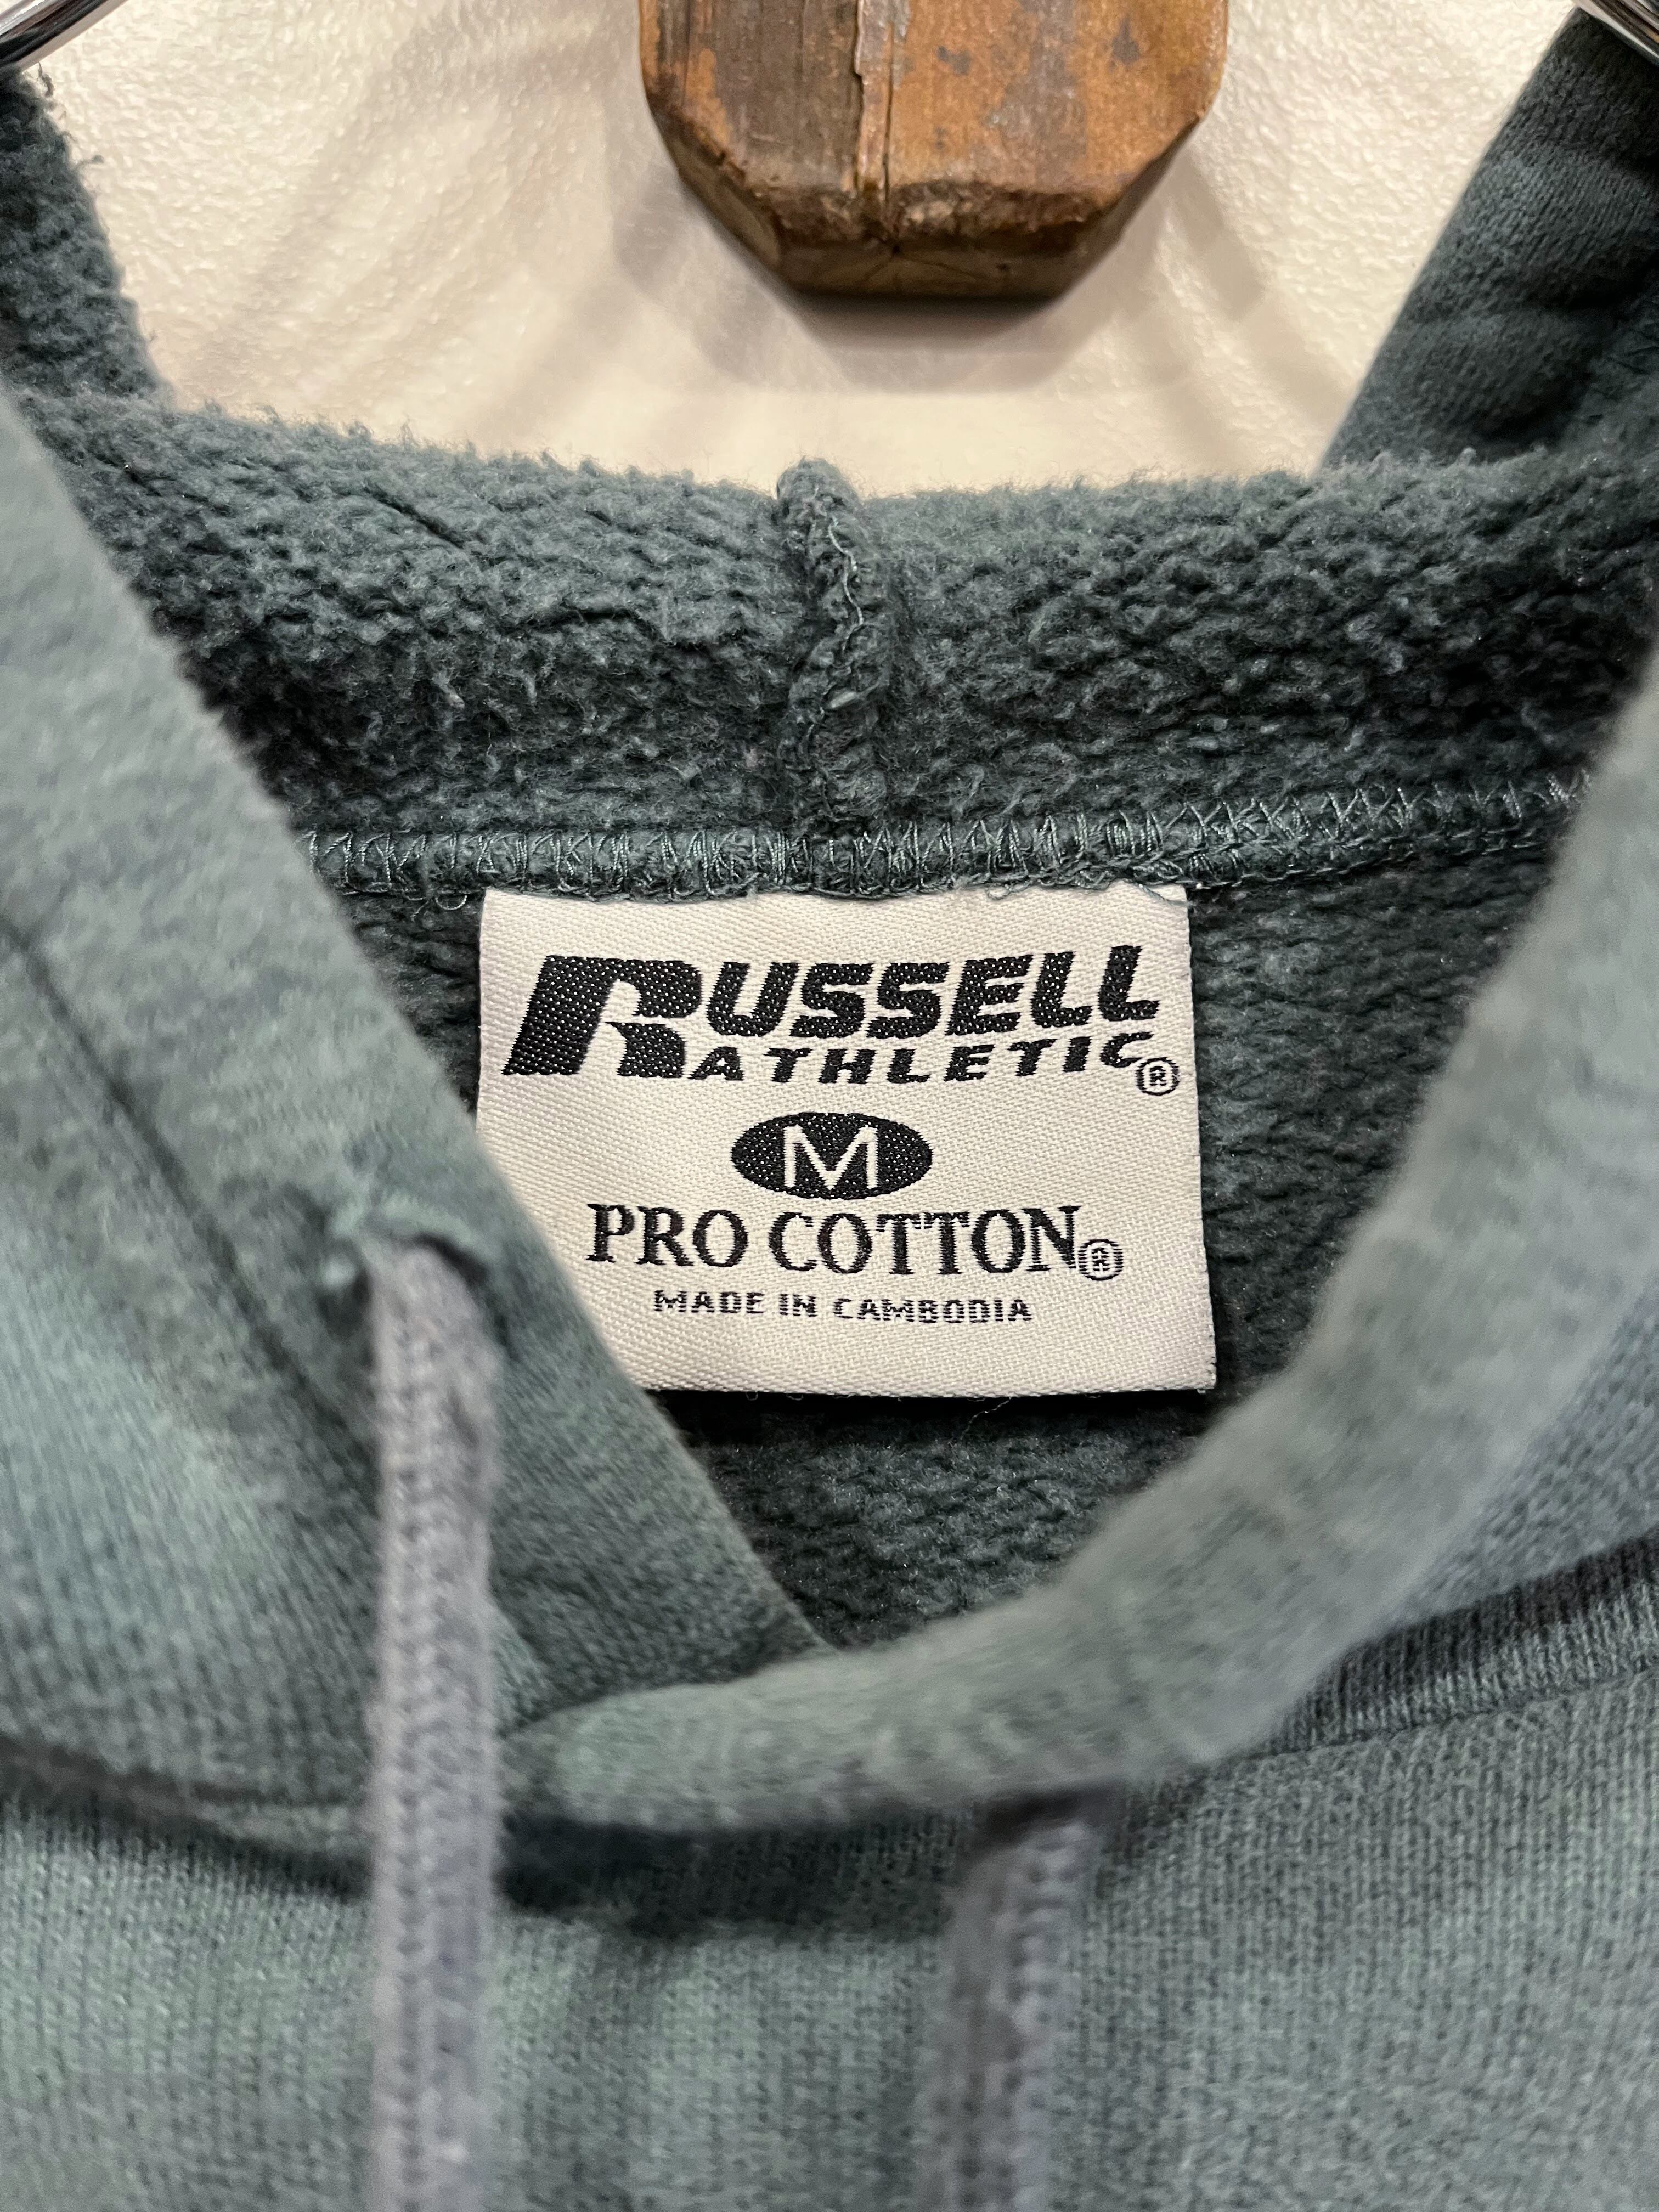 RUSSELL
ATHLETIC®
M
PRO COTTON®
MADE IN CAMBODIA